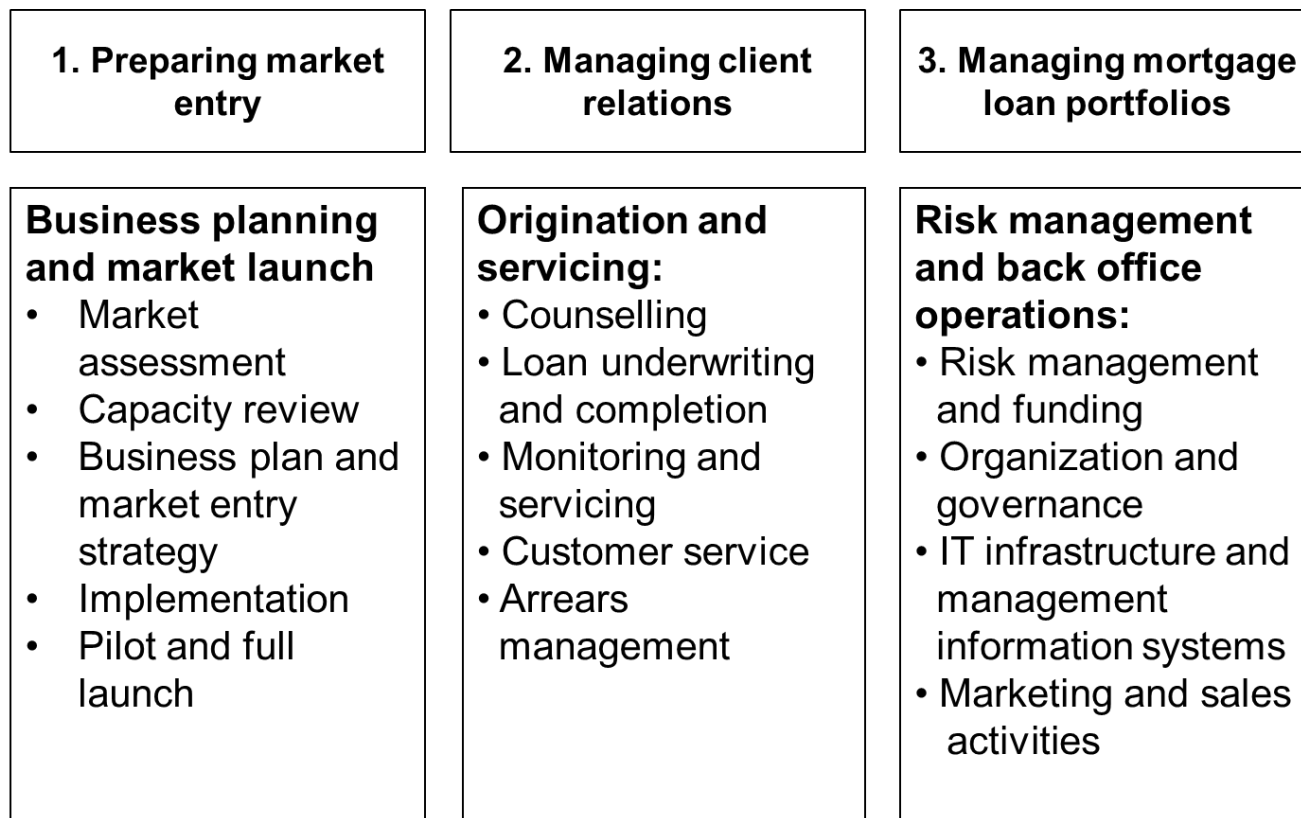 1. Preparing market
entry
2. Managing client
relations
3. Managing mortgage
loan portfolios
Business planning
and market launch
• Market
assessment
• Capacity review
• Business plan and
market entry
strategy
• Implementation
• Pilot and full
launch
Origination and
servicing:
• Counselling
• Loan underwriting
and completion
• Monitoring and
servicing
• Customer service
• Arrears
management
Risk management
and back office
operations:
• Risk management
and funding
• Organization and
governance
• IT infrastructure and
management
information systems
• Marketing and sales
activities